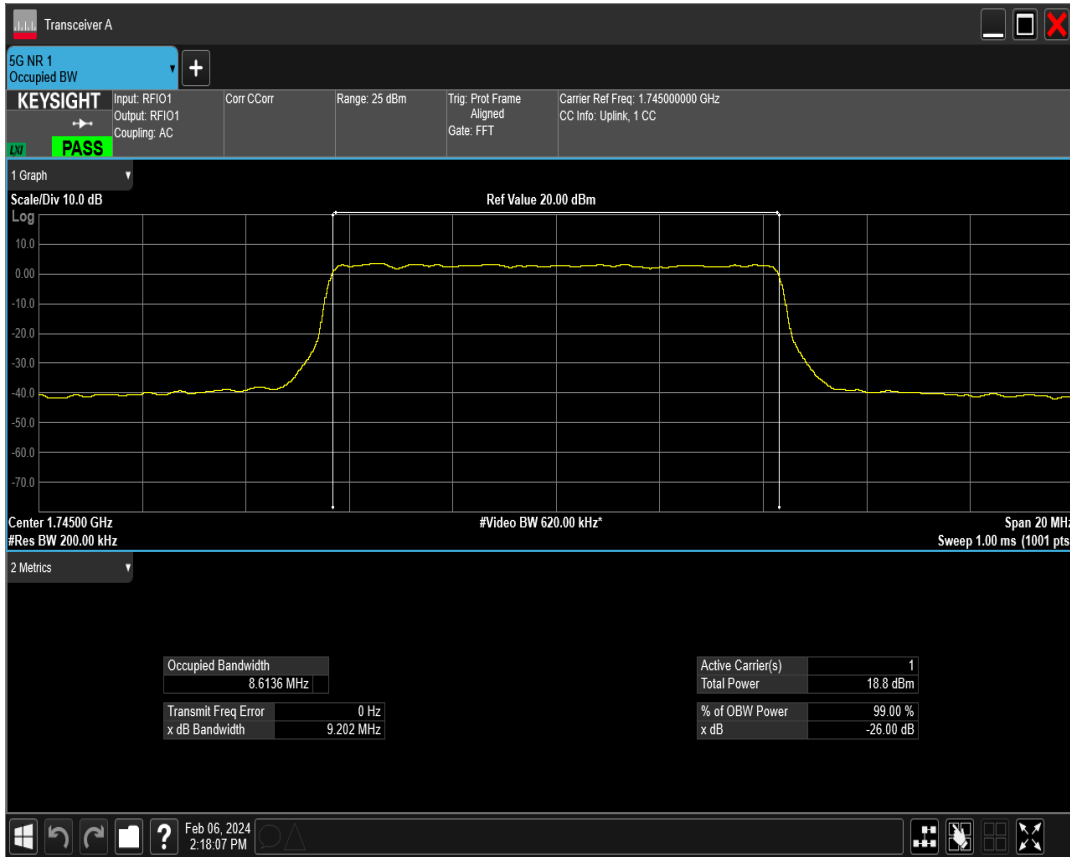 Transceiver A
5G NR 1
Occupied BW
+
KEYSIGHT
LXI
PASS
Input: RFIO1
Output: RFIO1
Coupling: AC
Corr CCorr
Range: 25 dBm
Trig: Prot Frame
Aligned
Gate: FFT
Carrier Ref Freq: 1.745000000 GHz
CC Info: Uplink, 1 CC
1 Graph
Scale/Div 10.0 dB
Ref Value 20.00 dBm
Log
10.0
0.00
-10.0
-20.0
-30.0
-40.0
-50.0
-60.0
-70.0
Center 1.74500 GHz
#Video BW 620.00 kHz*
Span 20 MHz
#Res BW 200.00 kHz
Sweep 1.00 ms (1001 pts
2 Metrics
Occupied Bandwidth
8.6136 MHz
Transmit Freq Error 0 Hz
x dB Bandwidth 9.202 MHz
Active Carrier(s) 1
Total Power 18.8 dBm
% of OBW Power 99.00 %
x dB -26.00 dB
?
Feb 06, 2024
2:18:07 PM